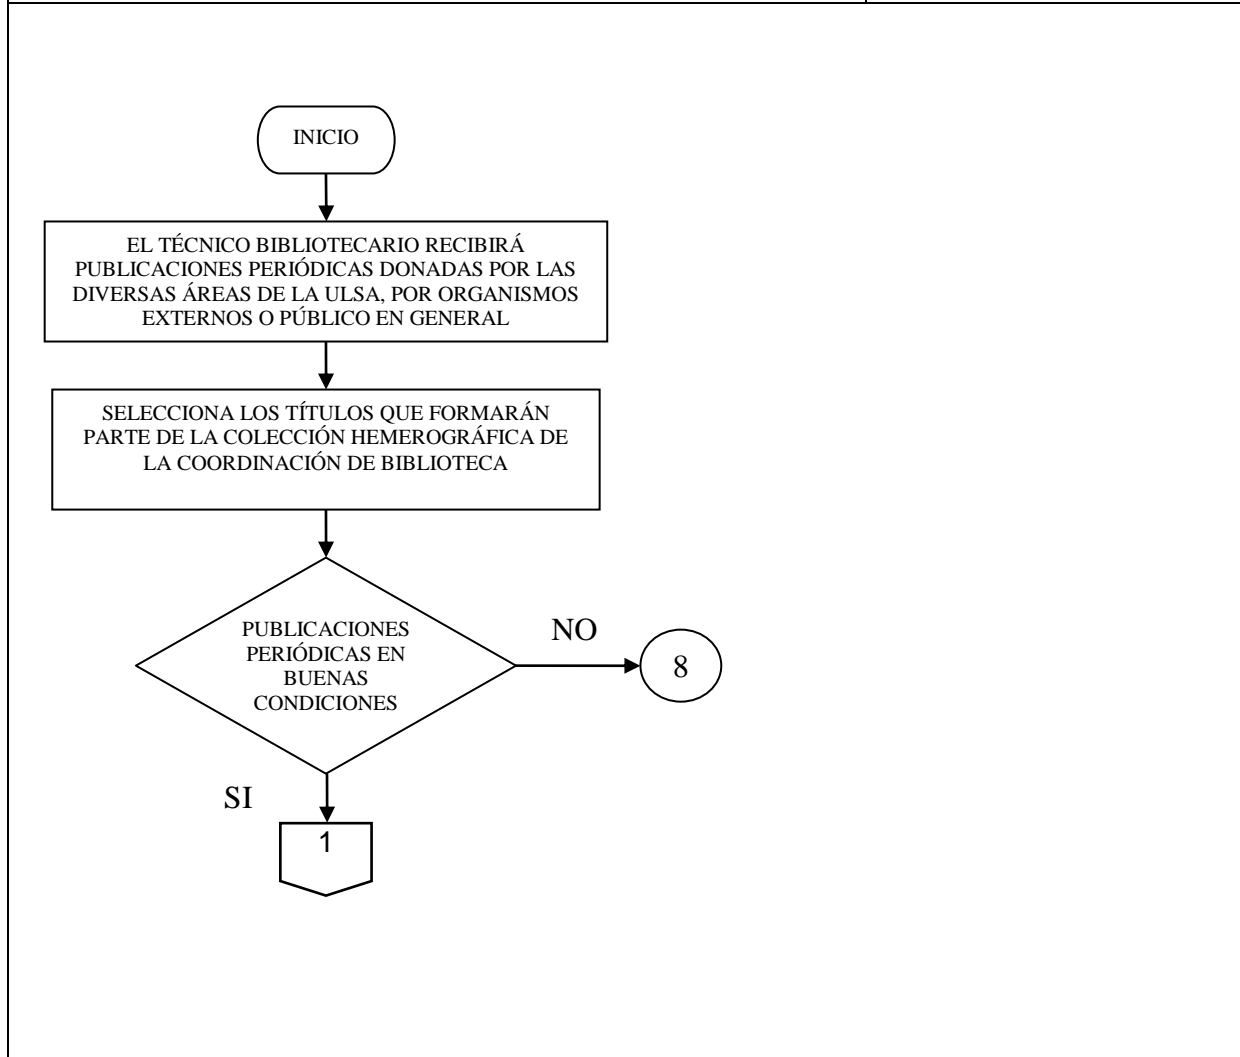 INICIO
EL TÉCNICO BIBLIOTECARIO RECIBIRÁ
PUBLICACIONES PERIÓDICAS DONADAS POR LAS
DIVERSAS ÁREAS DE LA ULSA, POR ORGANISMOS
EXTERNOS O PÚBLICO EN GENERAL
SELECCIONA LOS TÍTULOS QUE FORMARÁN
PARTE DE LA COLECCIÓN HEMEROGRÁFICA DE
LA COORDINACIÓN DE BIBLIOTECA
PUBLICACIONES
PERIÓDICAS EN
BUENAS
CONDICIONES
NO
8
SI
1